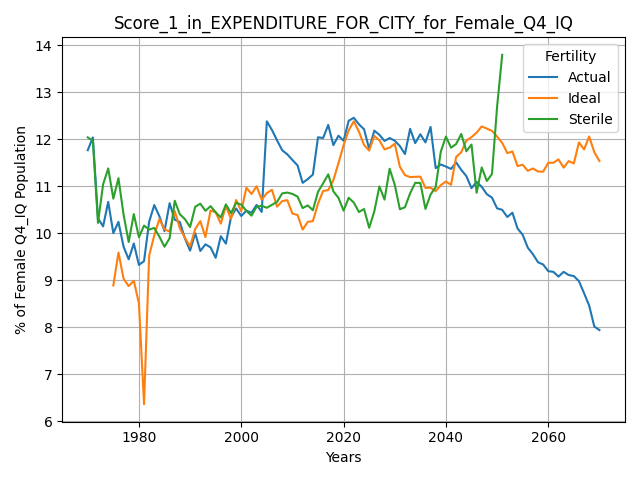 Score_1_in_EXPENDITURE_FOR_CITY_for_Female_Q4_IQ
% of Female Q4_IQ Population
14
13
12
11
10
9
8
7
6
Fertility
Actual
Ideal
Sterile
1980 2000 2020 2040 2060
Years